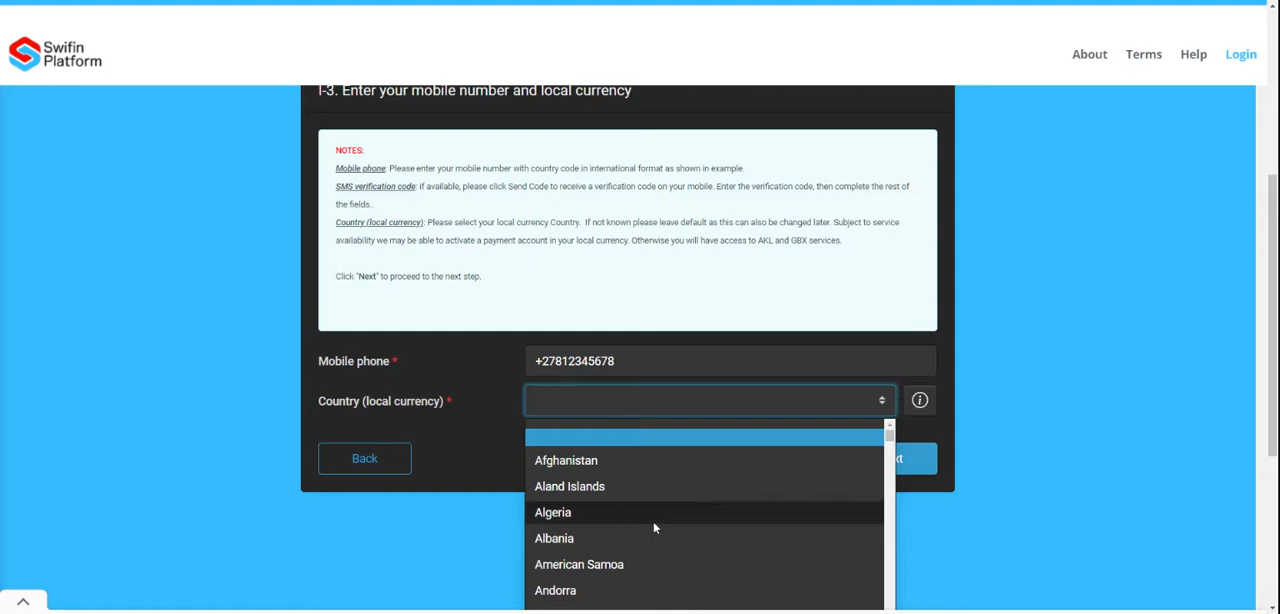 Swifin
Platform
About Terms Help Login
I-3. Enter your mobile number and local currency
NOTES:
Mobile phone: Please enter your mobile number with country code in international format as shown in example.
SMS verification code: If available, please click Send Code to receive a verification code on your mobile. Enter the verification code, then complete the rest of
the fields..
Country (local currency): Please select your local currency Country. If not known please leave default as this can also be changed later. Subject to service
availability we may be able to activate a payment account in your local currency. Otherwise you will have access to AKL and GBX services.
Click "Next" to proceed to the next step.
Mobile phone * +27812345678
Country (local currency) *
Back xt
Afghanistan
Aland Islands
Algeria
Albania
American Samoa
Andorra